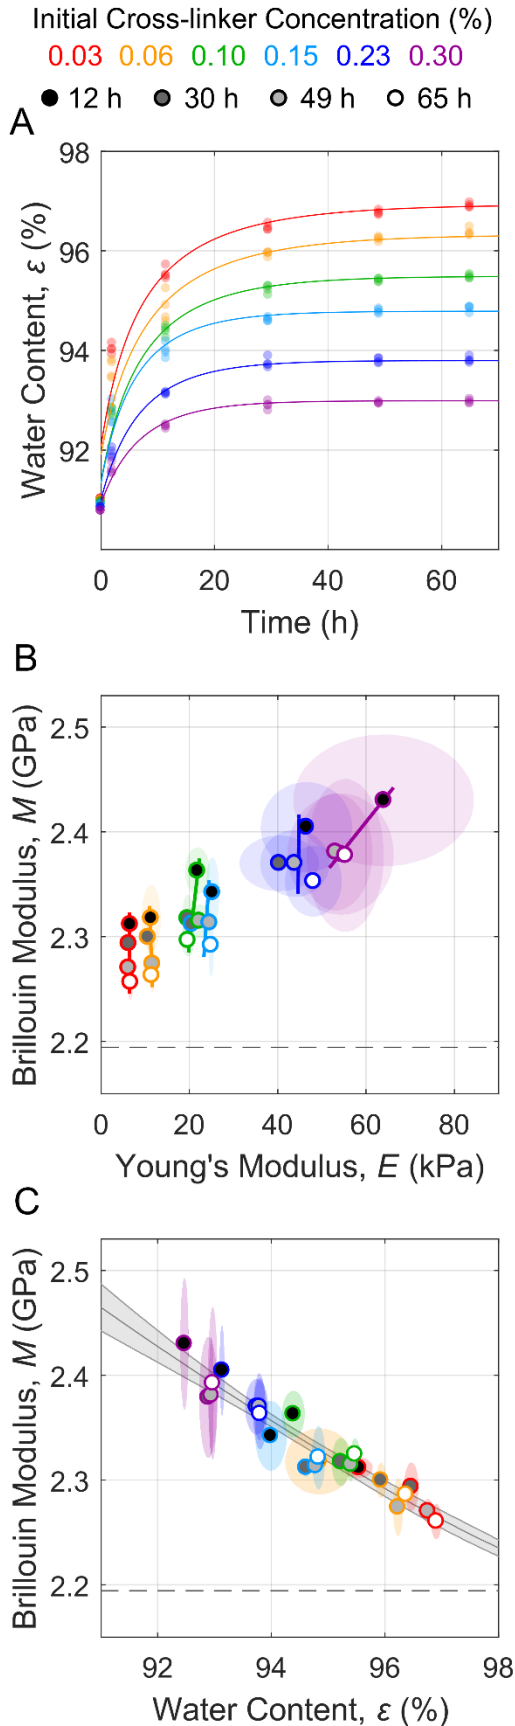 Initial Cross-linker Concentration (%)
0.03 0.06 0.10 0.15 0.23 0.30
12 h 30 h 49 h 65 h
A
98
96
94
92
Water Content, ε (%)
0 20 40 60
Time (h)
B
2.5
2.4
2.3
2.2
Brillouin Modulus, M (GPa)
0 20 40 60 80
Young's Modulus, E (kPa)
C
2.5
2.4
2.3
2.2
Brillouin Modulus, M (GPa)
92 94 96 98
Water Content, ε (%)